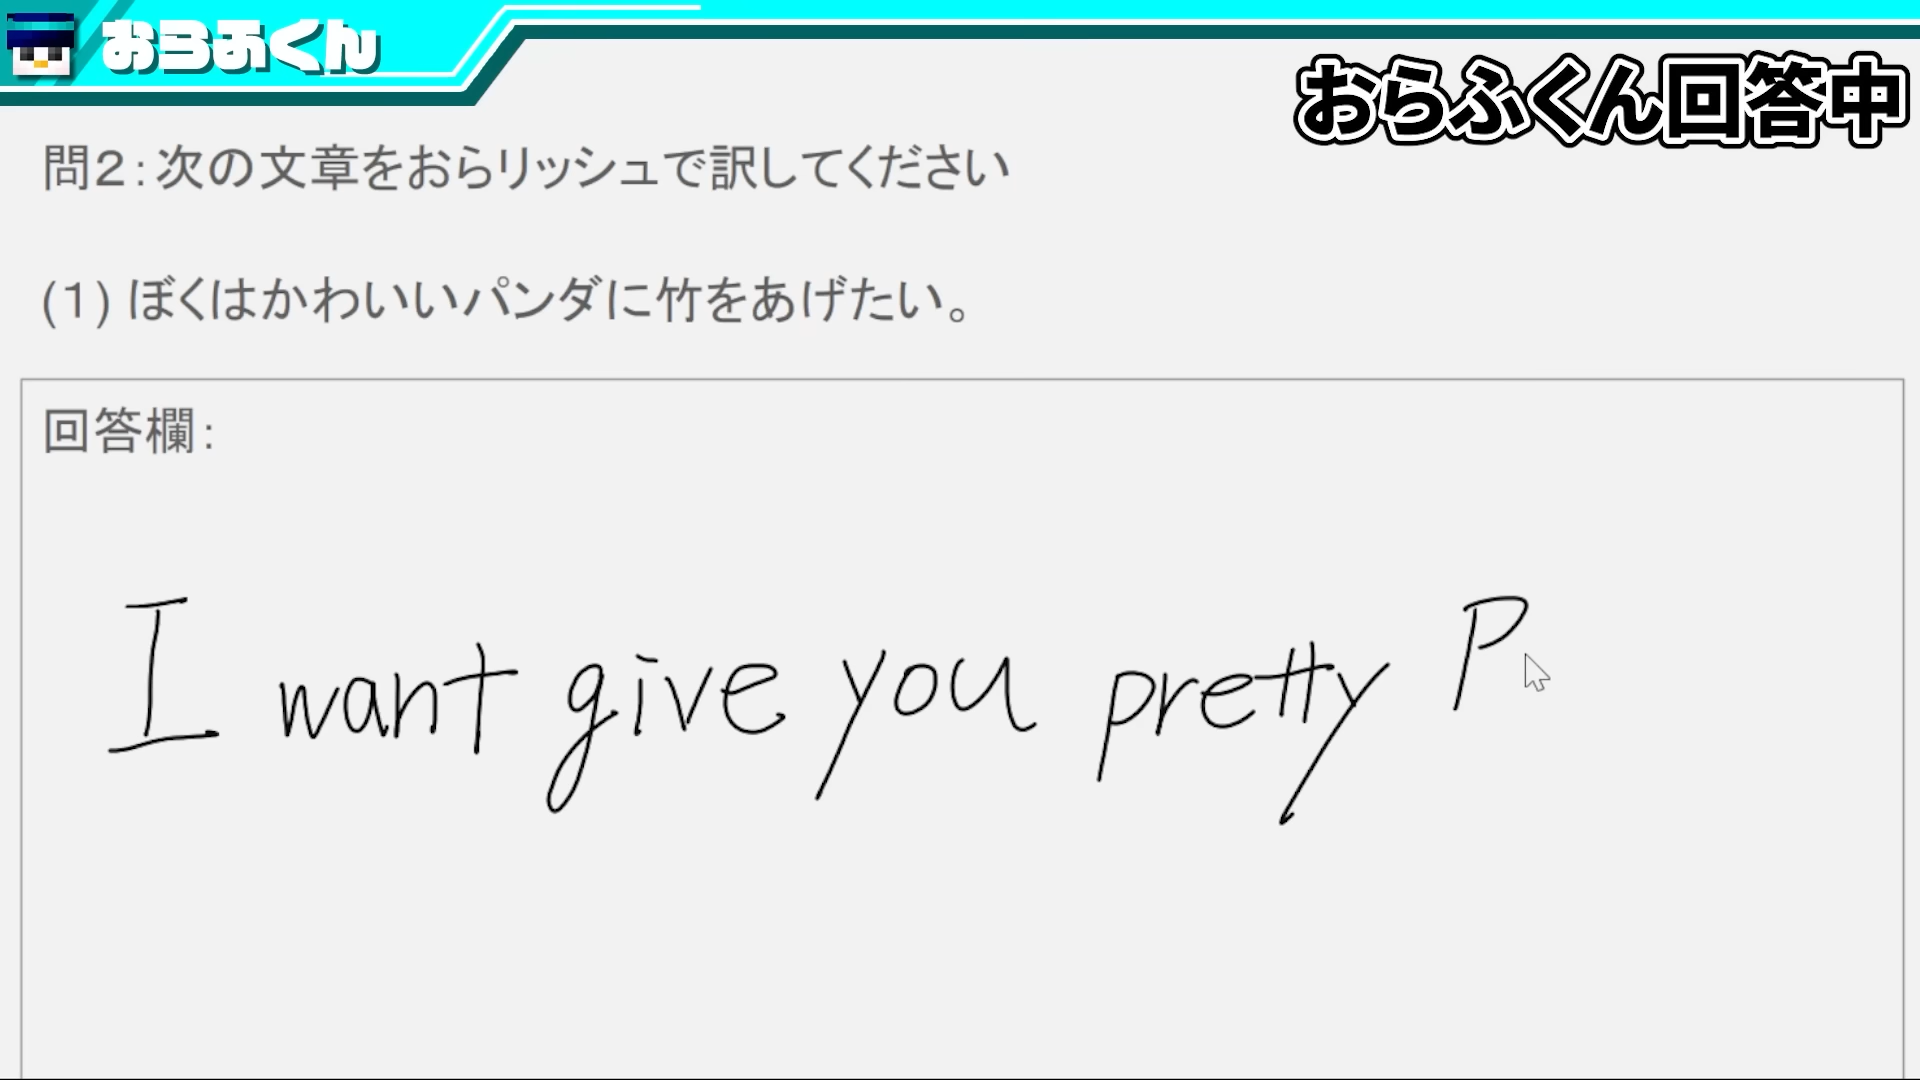 おらふくん
おらふくん回答中
問2:次の文章をおらリッシュで訳してください
(1) ぼくはかわいいパンダに竹をあげたい。
回答欄:
I want give you pretty P